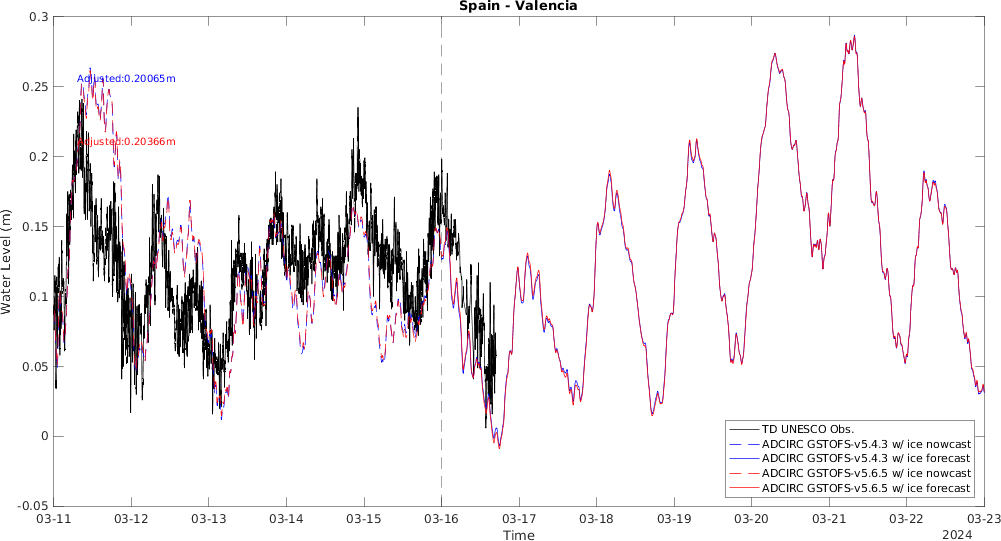 Spain - Valencia
Water Level (m)
0.3
0.25
0.2
0.15
0.1
0.05
0
-0.05
Adjusted:0.20065m
Adjusted:0.20366m
TD UNESCO Obs.
ADCIRC GSTOFS-v5.4.3 w/ ice nowcast
ADCIRC GSTOFS-v5.4.3 w/ ice forecast
ADCIRC GSTOFS-v5.6.5 w/ ice nowcast
ADCIRC GSTOFS-v5.6.5 w/ ice forecast
03-11 03-12 03-13 03-14 03-15 03-16 03-17 03-18 03-19 03-20 03-21 03-22 03-23
Time
2024